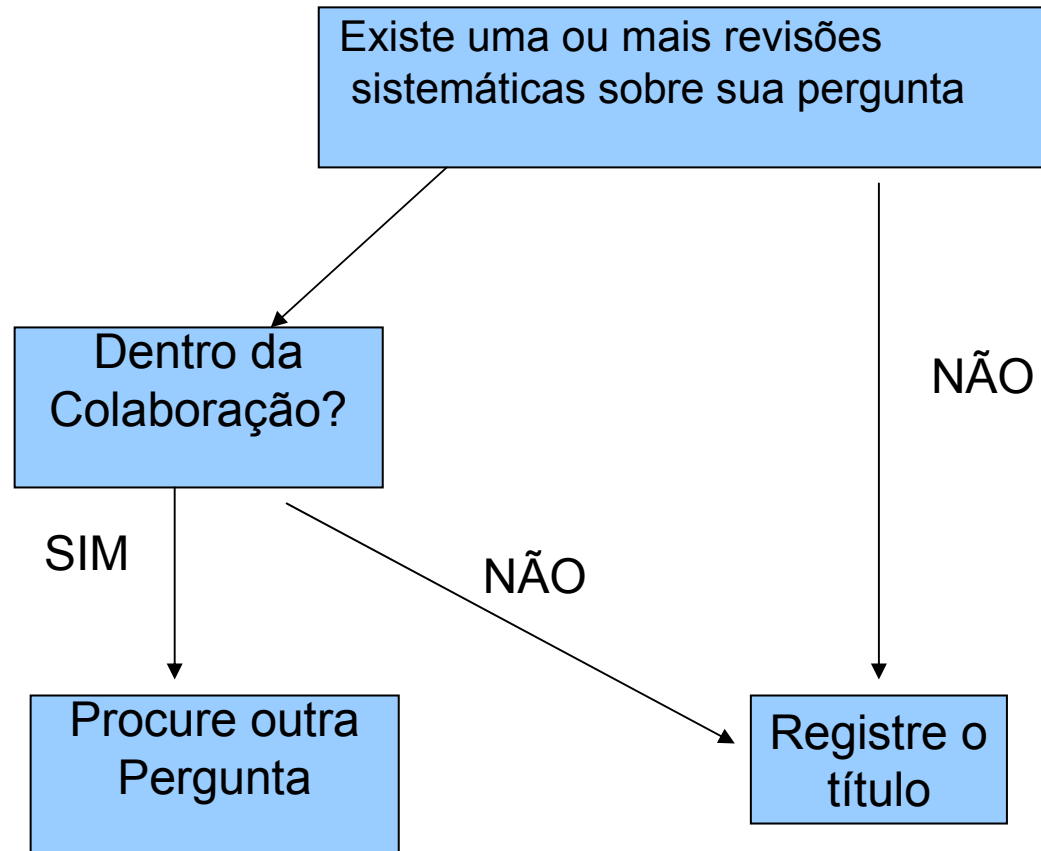 Existe uma ou mais revisões
sistemáticas sobre sua pergunta
Dentro da
Colaboração?
NÃO
SIM
NÃO
Procure outra
Pergunta
Registre o
título